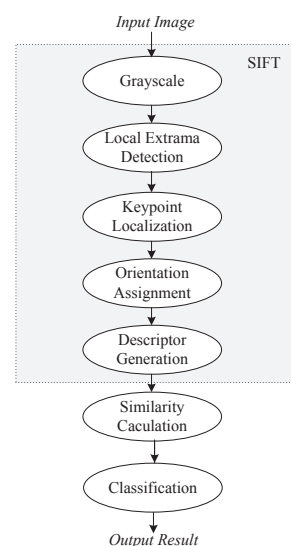 Input Image
SIFT
Grayscale
Local Extrama
Detection
Keypoint
Localization
Orientation
Assignment
Descriptor
Generation
Similarity
Caculation
Classification
Output Result